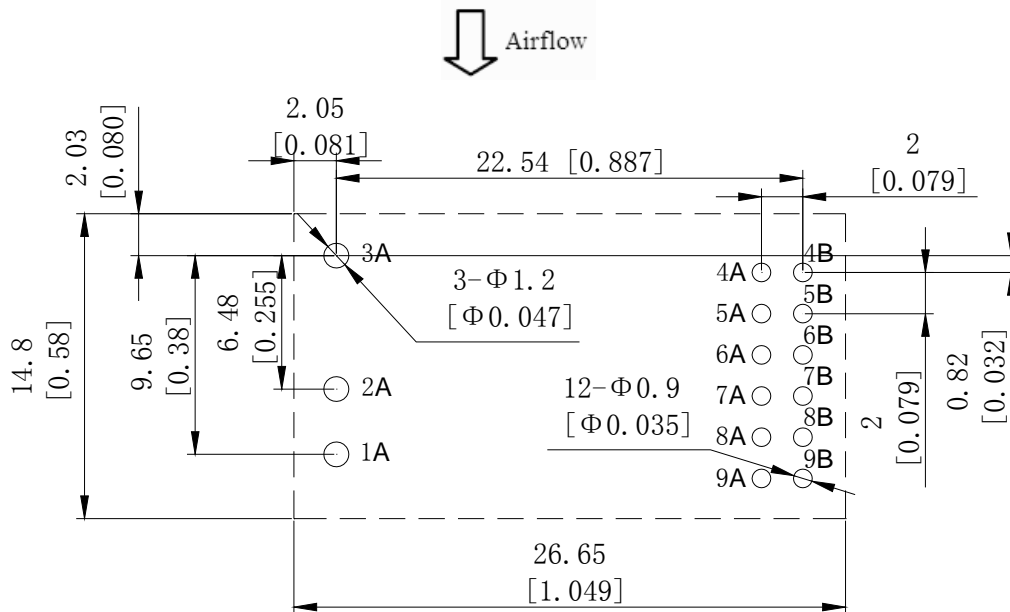 Airflow
2.05
[0.081]
2.03
[0.080]
22.54 [0.887]
2
[0.079]
3A
4B
4A
3-Φ1.2
[Φ0.047]
5B
5A
6.48
[0.255]
9.65
[0.38]
14.8
[0.58]
6B
6A
0.82
[0.032]
2A
12-Φ0.9
[Φ0.035]
7B
7A
2
[0.079]
8B
8A
1A
9B
9A
26.65
[1.049]